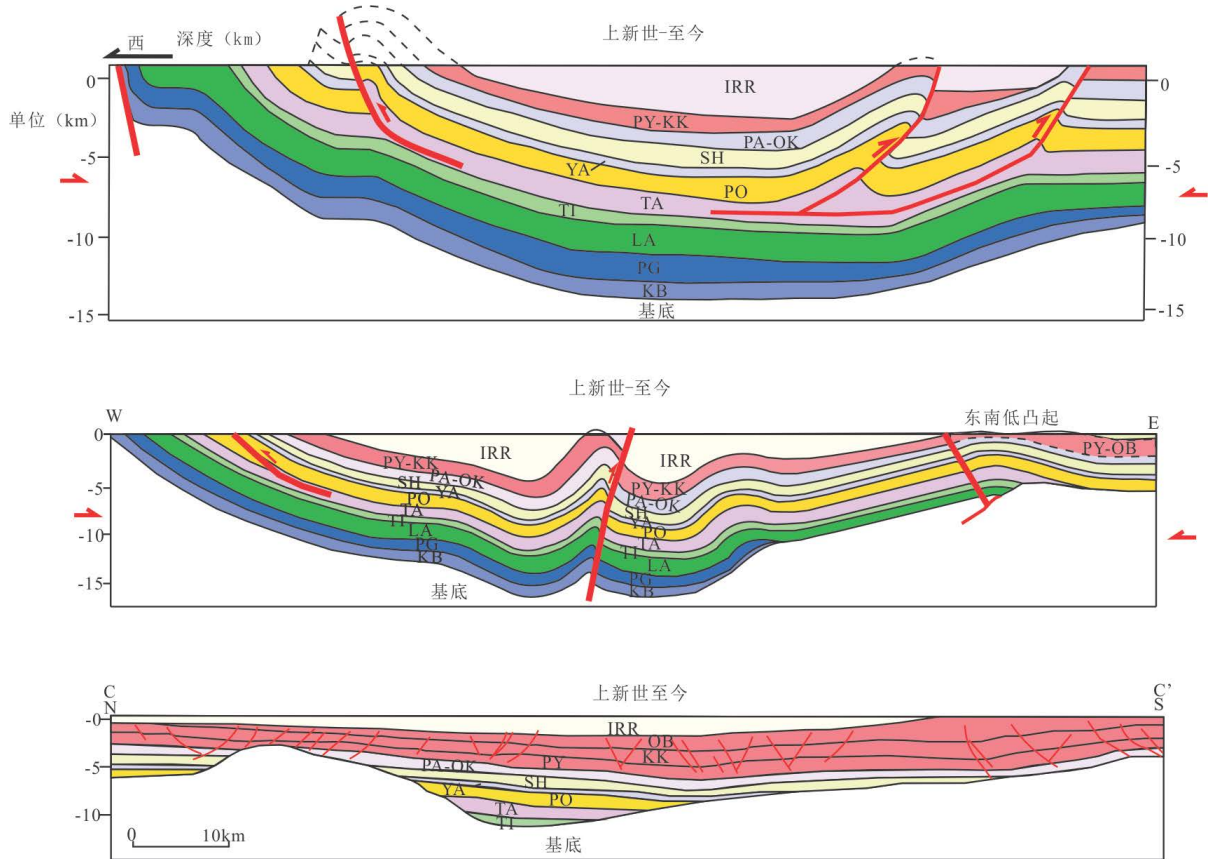 西 深度（km） 上新世-至今
0 IRR 0
单位（km） PY-KK
PA-OK
SH
-5 YA -5
PO
TA
TI
-10 LA -10
PG
KB
-15 基底 -15
上新世-至今
W 东南低凸起 E
0 IRR IRR PY-OB
PY-KK PA-OK
SH YA PY-KK
-5 PO PA-OK
TA SH
TI YA
LA PO
-10 PG TA
KB TI
LA
-15 PG
基底 KB
C 上新世至今 C’
N S
-0 IRR
OB
PY KK
-5 PA-OK SH
YA PO
-10 TA
TI
0 10km 基底